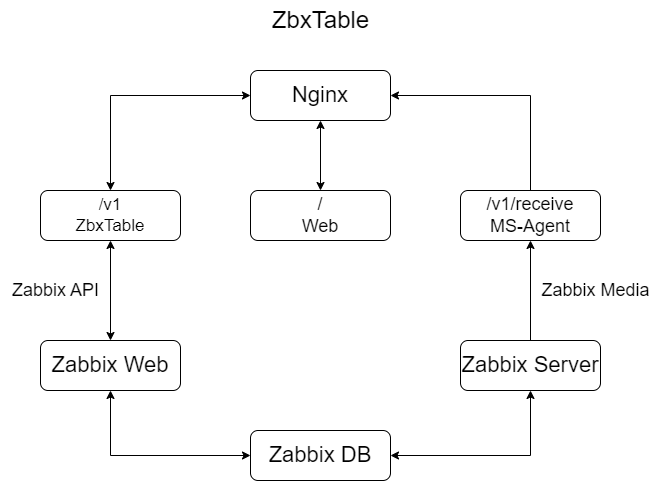 ZbxTable
Nginx
/v1
ZbxTable
/
Web
/v1/receive
MS-Agent
Zabbix API
Zabbix Media
Zabbix Web
Zabbix Server
Zabbix DB